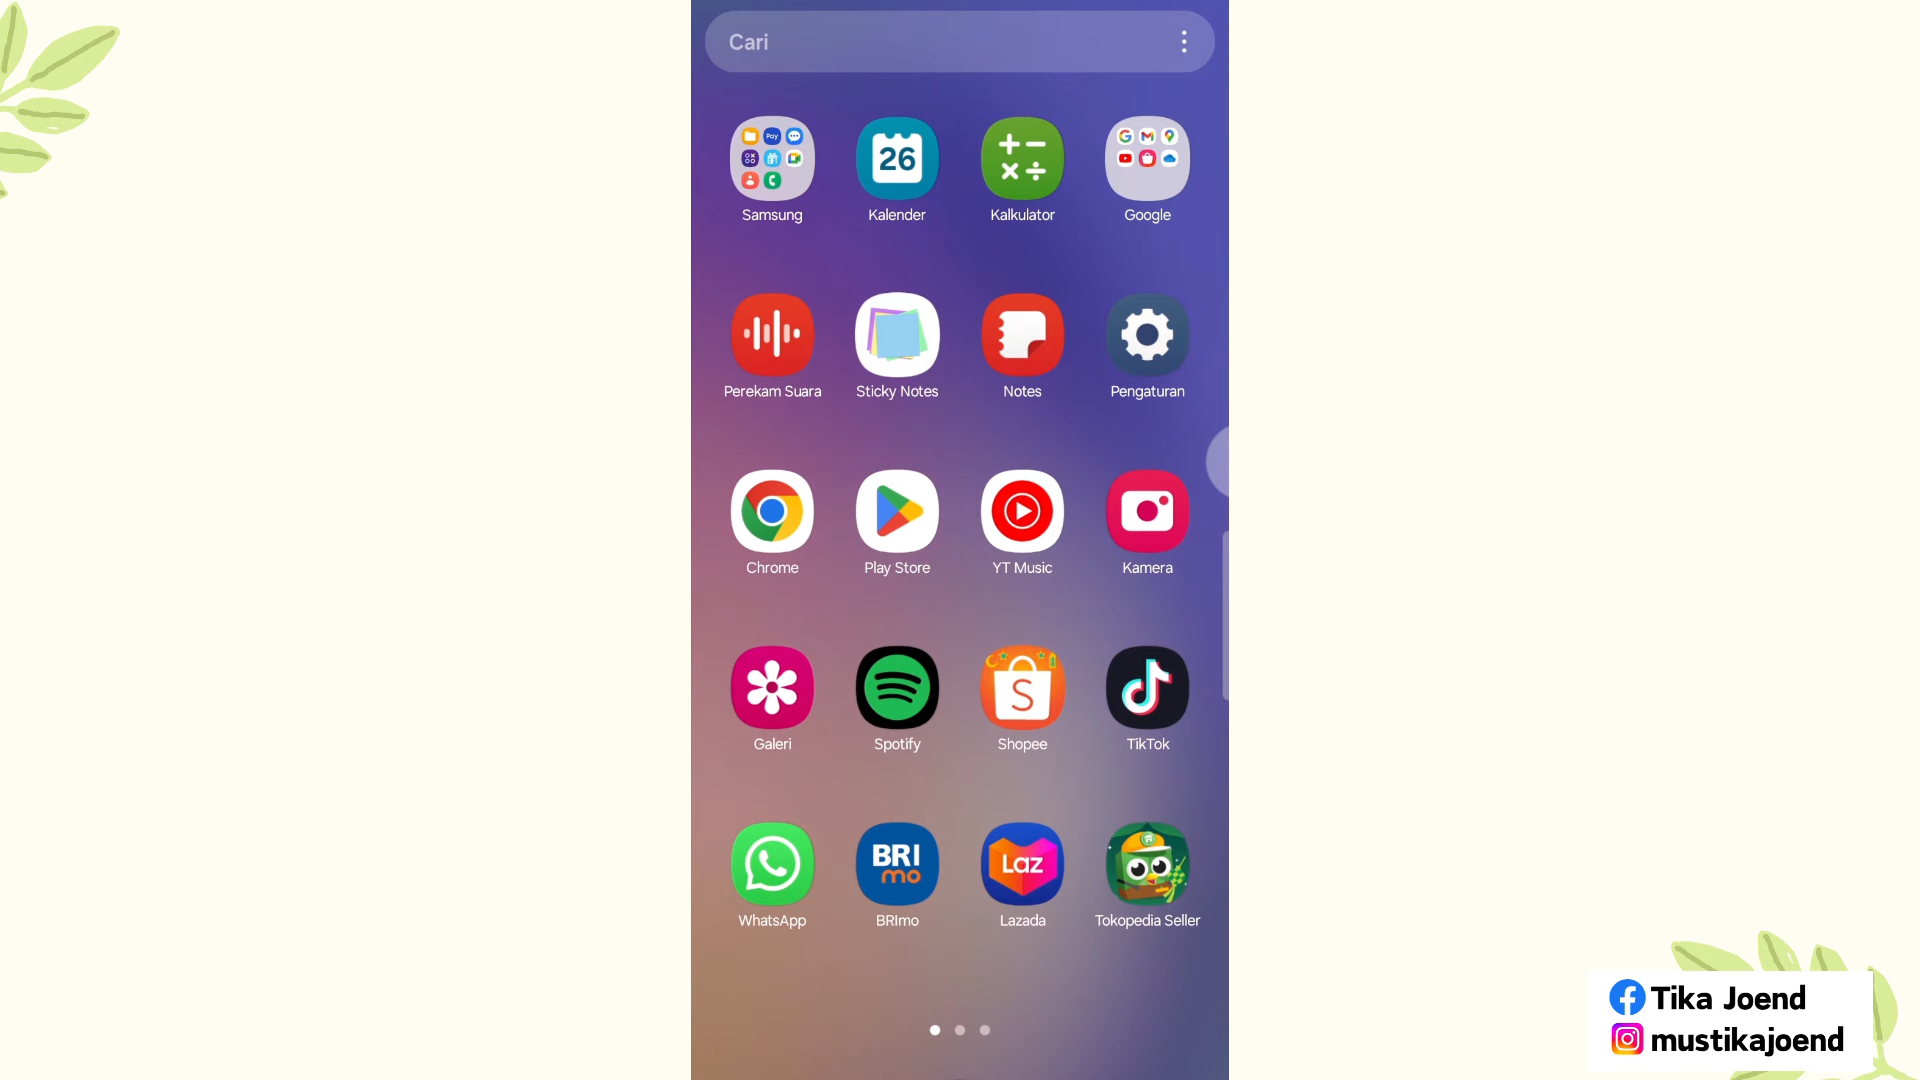 Cari
Pay
26
Samsung
Kalender
Kalkulator
Google
Perekam Suara
Sticky Notes
Notes
Pengaturan
Chrome
Play Store
YT Music
Kamera
S
Galeri
Spotify
Shopee
TikTok
BRI
mo
Laz
WhatsApp
BRImo
Lazada
Tokopedia Seller
Tika Joend
mustikajoend